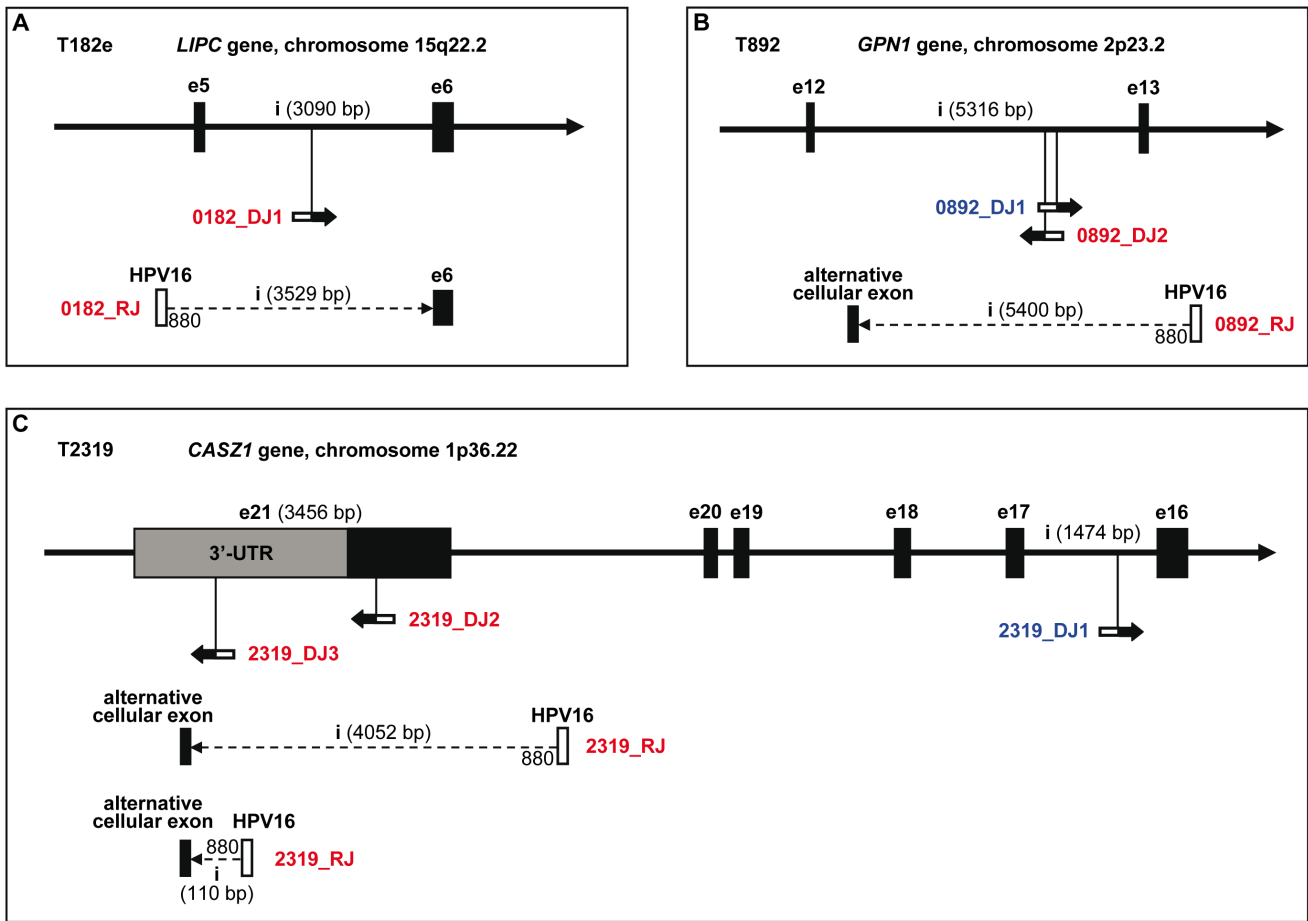 A
T182e LIPC gene, chromosome 15q22.2
e5 e6
i (3090 bp)
0182_DJ1
HPV16 e6
i (3529 bp)
0182_RJ
880
B
T892 GPN1 gene, chromosome 2p23.2
e12 e13
i (5316 bp)
0892_DJ1
0892_DJ2
alternative
cellular exon
HPV16
i (5400 bp)
880
0892_RJ
C
T2319 CASZ1 gene, chromosome 1p36.22
e21 (3456 bp) e20 e19 e18 e17 e16
i (1474 bp)
3’-UTR
2319_DJ2
2319_DJ1
2319_DJ3
alternative
cellular exon
HPV16
i (4052 bp)
880
2319_RJ
alternative
cellular exon HPV16
880
2319_RJ
i
(110 bp)